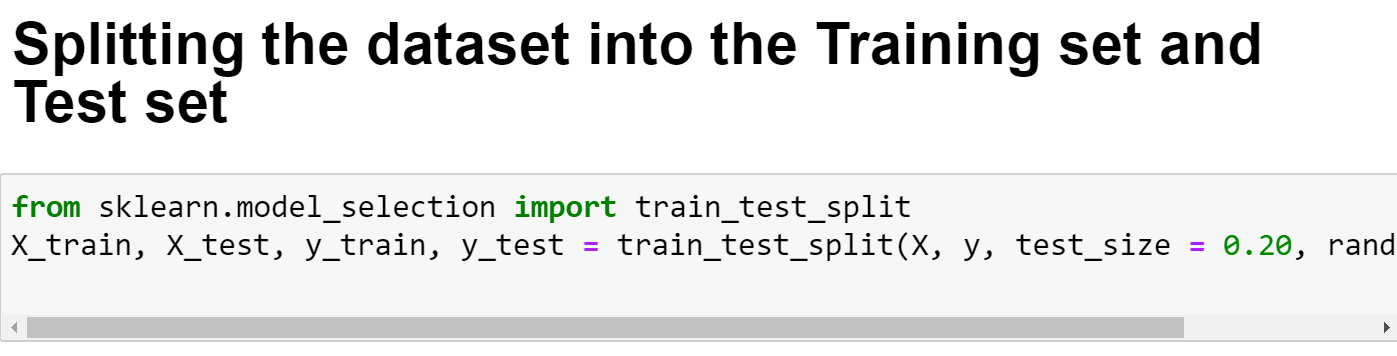 Splitting the dataset into the Training set and
Test set
from sklearn.model_selection import train_test_split
X_train, X_test, y_train, y_test = train_test_split(X, y, test_size = 0.20, rand